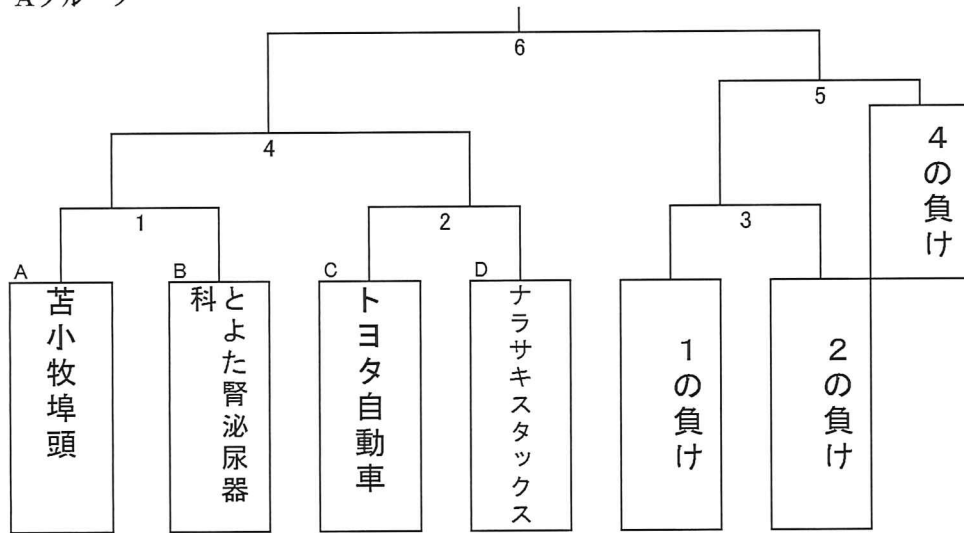 Aグループ
6
5
4
4の負け
1
2
3
A
B
C
D
苫小牧埠頭
とよた腎泌尿器科
トヨタ自動車
ナラサキスタックス
1の負け
2の負け